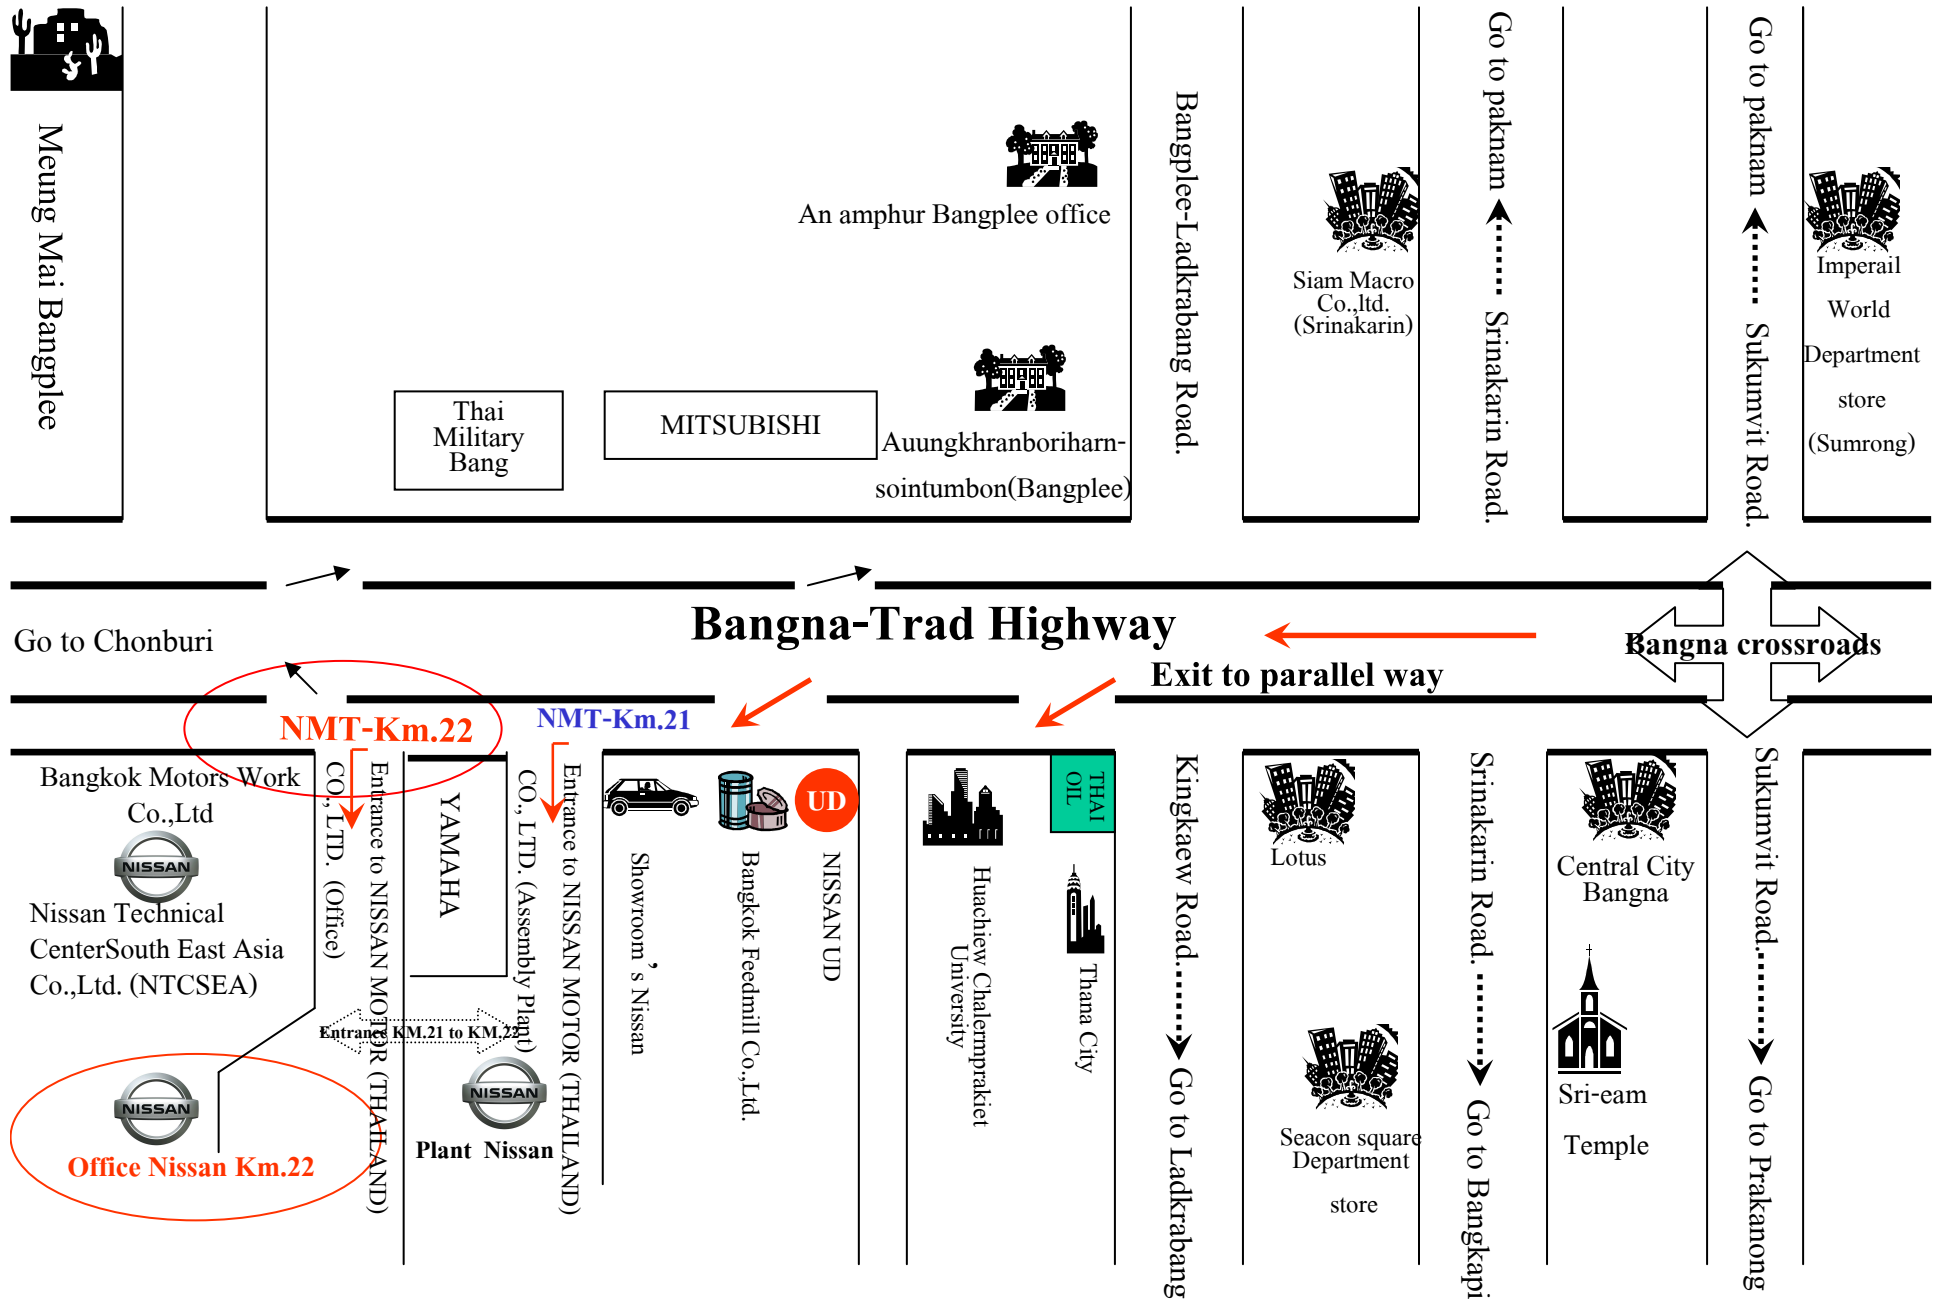 Meung Mai Bangplee
An amphur Bangplee office
Thai
Military
Bang
MITSUBISHI
Auungkhranboriharn-
sointumbon(Bangplee)
Bangplee-Ladkrabang Road.
Siam Macro
Co.,ltd.
(Srinakarin)
Go to paknam
Srinakarin Road.
Go to paknam
Sukumvit Road.
Imperail
World
Department
store
(Sumrong)
Bangna-Trad Highway
Go to Chonburi
Bangna crossroads
Exit to parallel way
NMT-Km.22
NMT-Km.21
Bangkok Motors Work
Co.,Ltd
NISSAN
Nissan Technical
CenterSouth East Asia
Co.,Ltd. (NTCSEA)
NISSAN
Office Nissan Km.22
Entrance to NISSAN MOTOR (THAILAND)
CO., LTD. (Office)
YAMAHA
Entrance KM.21 to KM.22
NISSAN
Plant Nissan
Entrance to NISSAN MOTOR (THAILAND)
CO., LTD. (Assembly Plant)
Showroom's Nissan
Bangkok Feedmill Co.,Ltd.
UD
NISSAN UD
Huachiew Chalermprakiet
University
THAI
OIL
Thana City
Kingkaew Road.
Go to Ladkrabang
Lotus
Seacon square
Department
store
Srinakarin Road.
Go to Bangkapi
Central City
Bangna
Sri-eam
Temple
Sukumvit Road.
Go to Prakanong